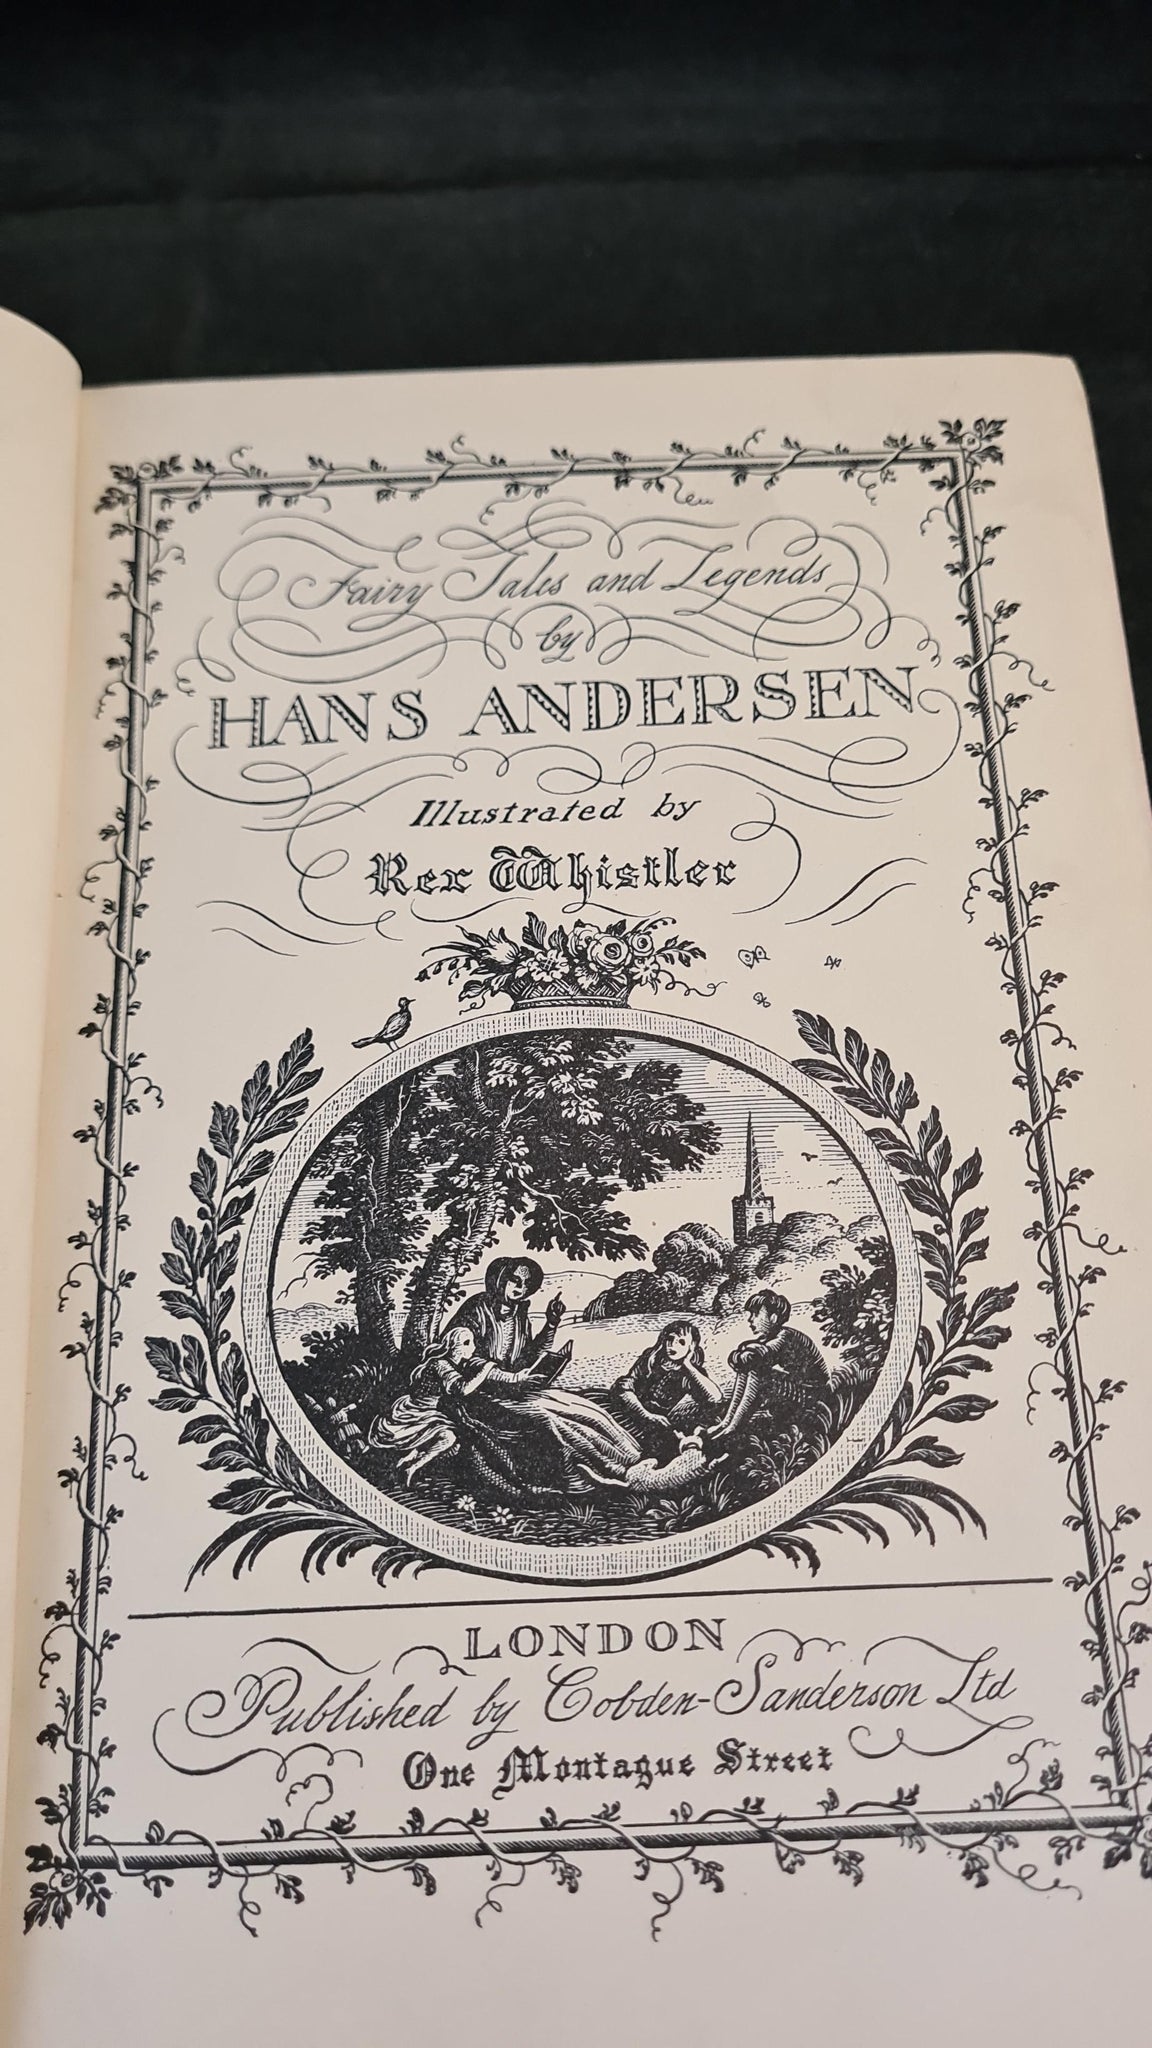 Fairy Tales and Legends
by
HANS ANDERSEN
Illustrated by
Rex Whistler
LONDON
Published by Cobden-Sanderson Ltd
One Montague Street